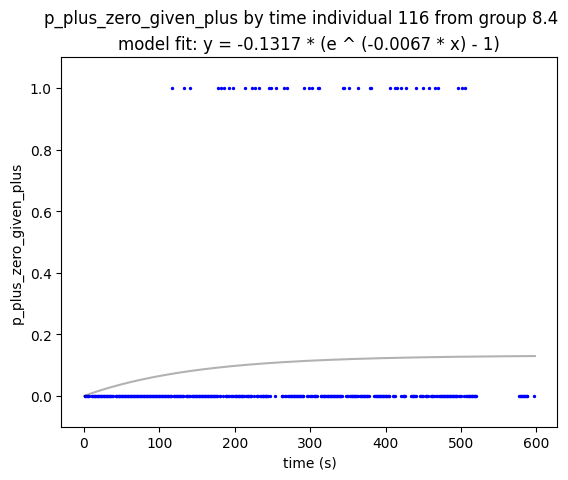 p_plus_zero_given_plus by time individual 116 from group 8.4
model fit: y = -0.1317 * (e ^ (-0.0067 * x) - 1)
1.0
0.8
0.6
0.4
0.2
0.0
p_plus_zero_given_plus
0 100 200 300 400 500 600
time (s)